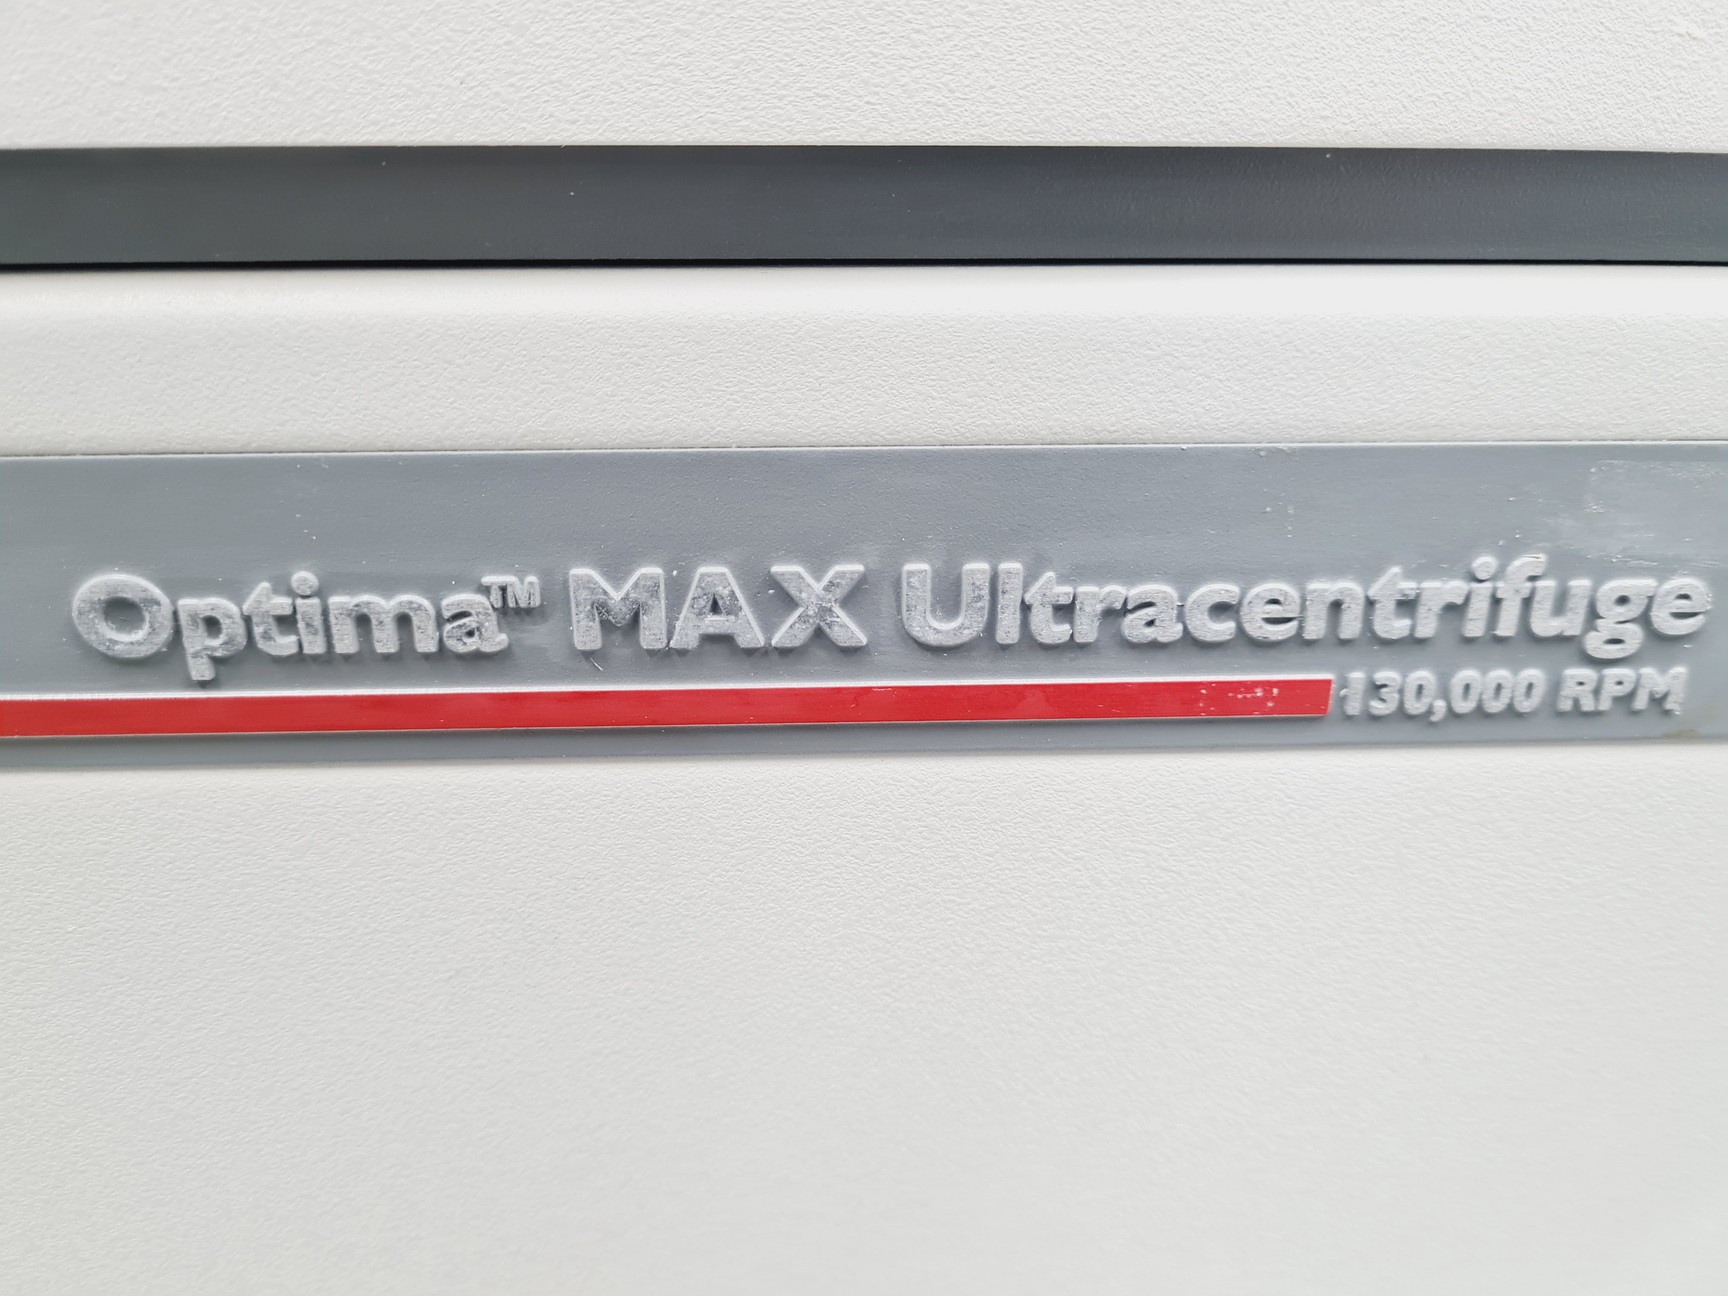 Optima™ MAX Ultracentrifuge
130,000 RPM